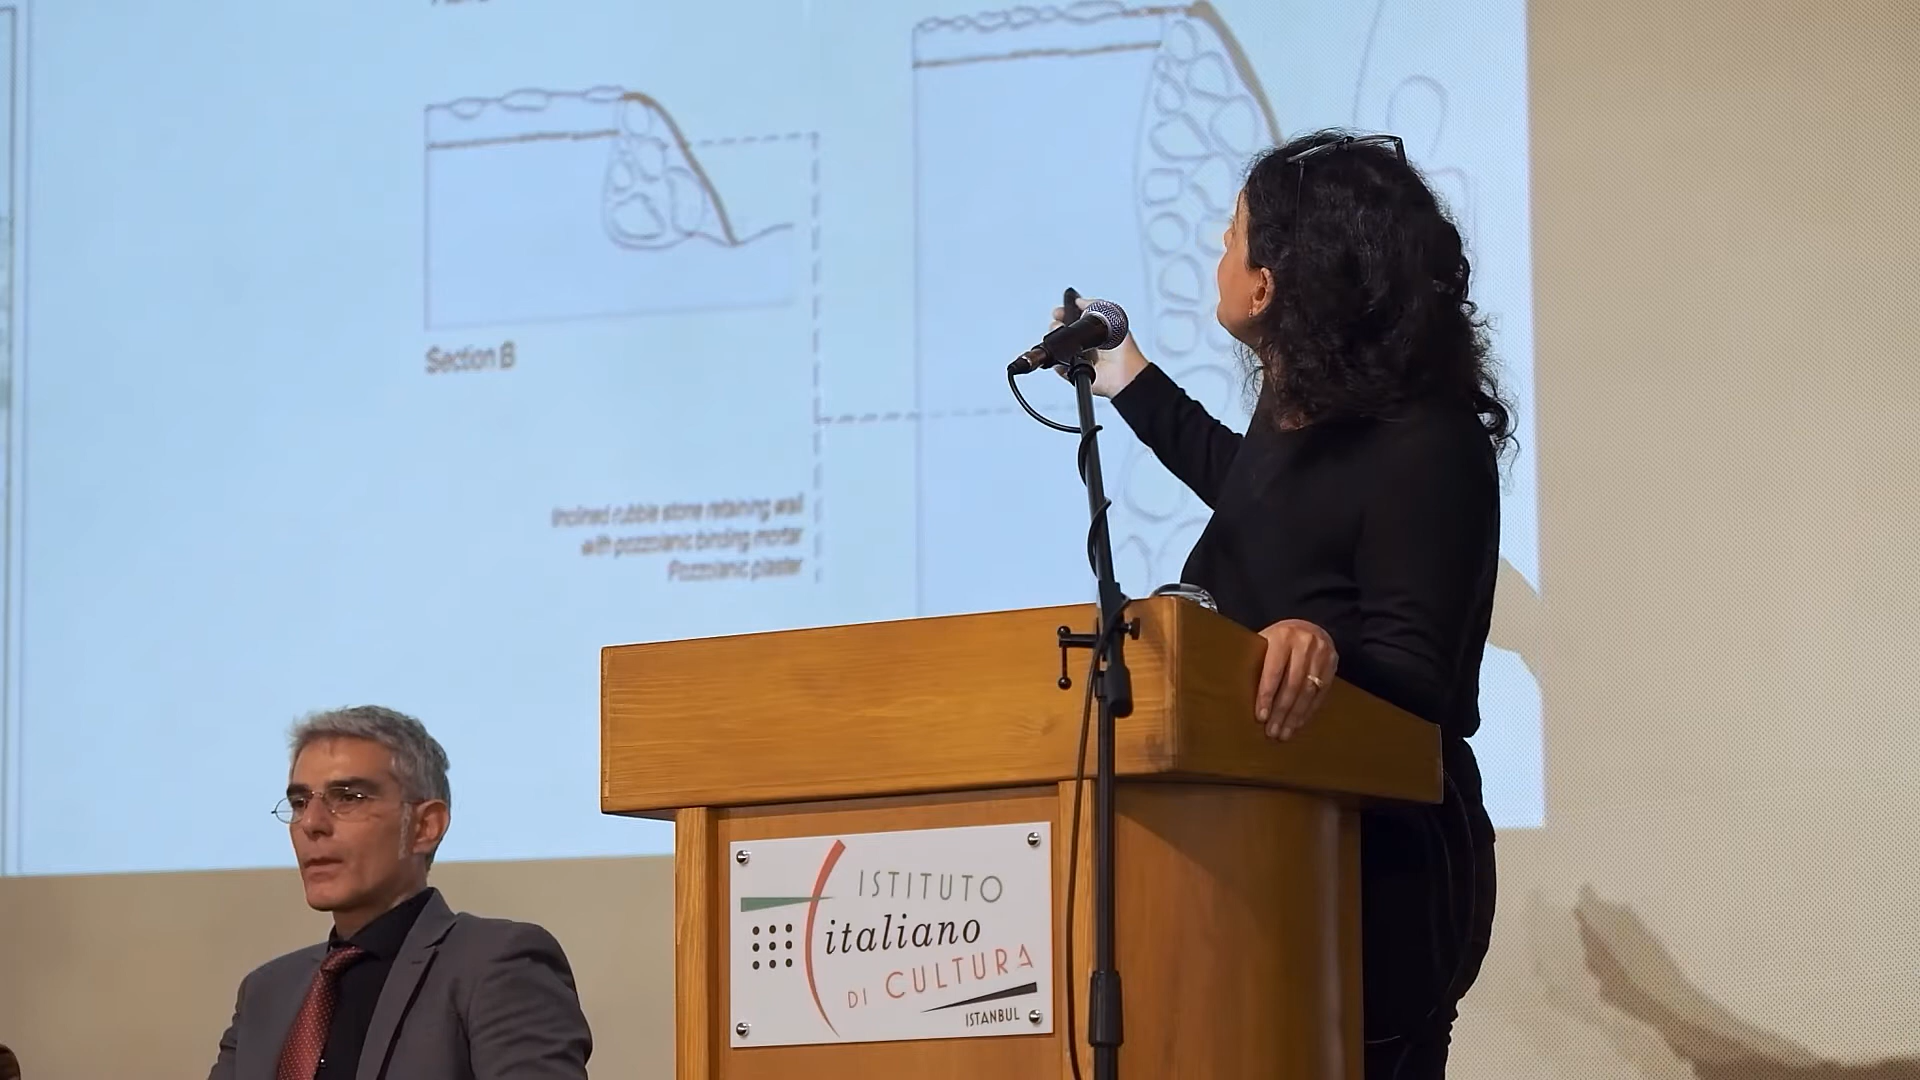 Section B
Inclined rubble stone retaining wall
with pozzolanic binding mortar
Pozzolanic plaster
ISTITUTO
italiano
DI CULTURA
ISTANBUL